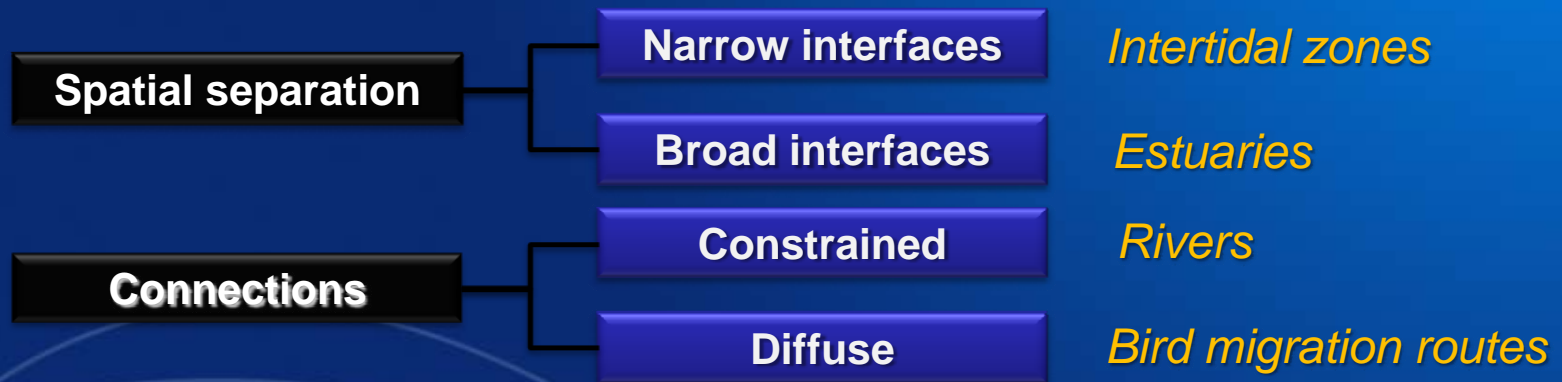 Spatial separation
Narrow interfaces
Intertidal zones
Broad interfaces
Estuaries
Connections
Constrained
Rivers
Diffuse
Bird migration routes